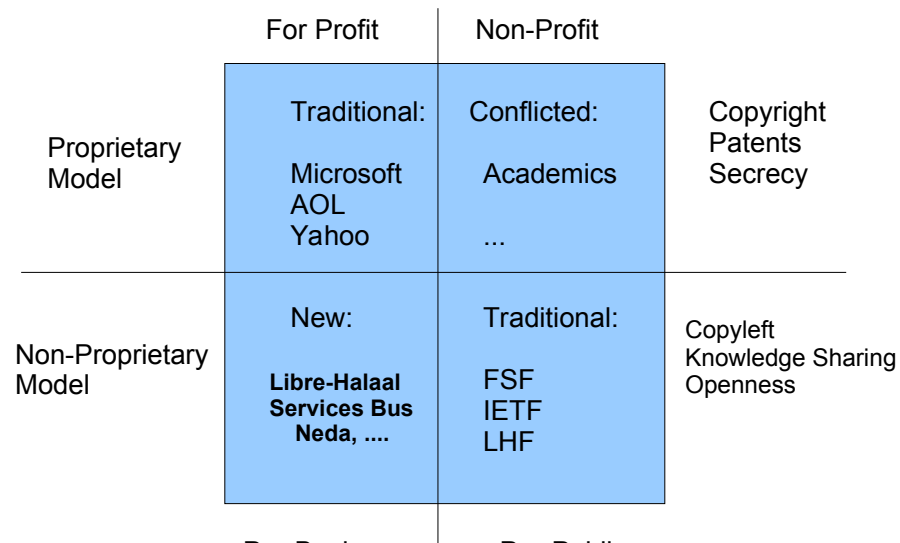 For Profit
Non-Profit
Proprietary
Model
Traditional:
Microsoft
AOL
Yahoo
Conflicted:
Academics
...
Copyright
Patents
Secrecy
Non-Proprietary
Model
New:
Libre-Halaal
Services Bus
Neda, ....
Traditional:
FSF
IETF
LHF
Copyleft
Knowledge Sharing
Openness